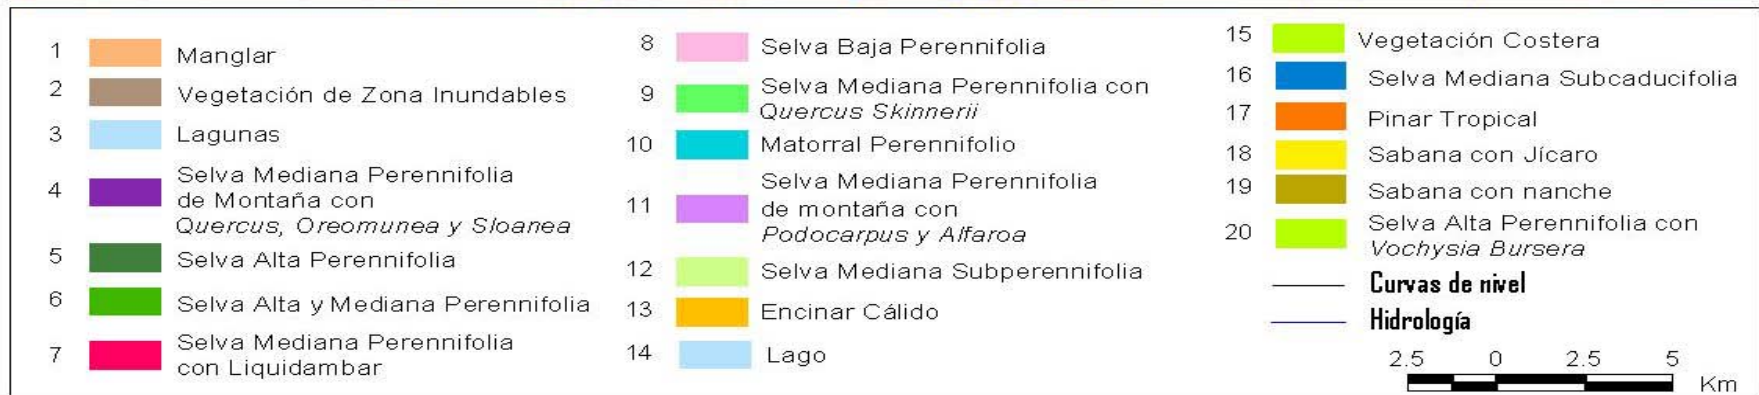 1 Manglar
2 Vegetación de Zona Inundables
3 Lagunas
4 Selva Mediana Perennifolia
de Montaña con
Quercus, Oreomunea y Sloanea
5 Selva Alta Perennifolia
6 Selva Alta y Mediana Perennifolia
7 Selva Mediana Perennifolia
con Liquidambar
8 Selva Baja Perennifolia
9 Selva Mediana Perennifolia con
Quercus Skinnerii
10 Matorral Perennifolio
11 Selva Mediana Perennifolia
de montaña con
Podocarpus y Alfaroa
12 Selva Mediana Subperennifolia
13 Encinar Cálido
14 Lago
15 Vegetación Costera
16 Selva Mediana Subcaducifolia
17 Pinar Tropical
18 Sabana con Jícaro
19 Sabana con nanche
20 Selva Alta Perennifolia con
Vochysia Bursera
Curvas de nivel
Hidrología
2.5 0 2.5 5
Km